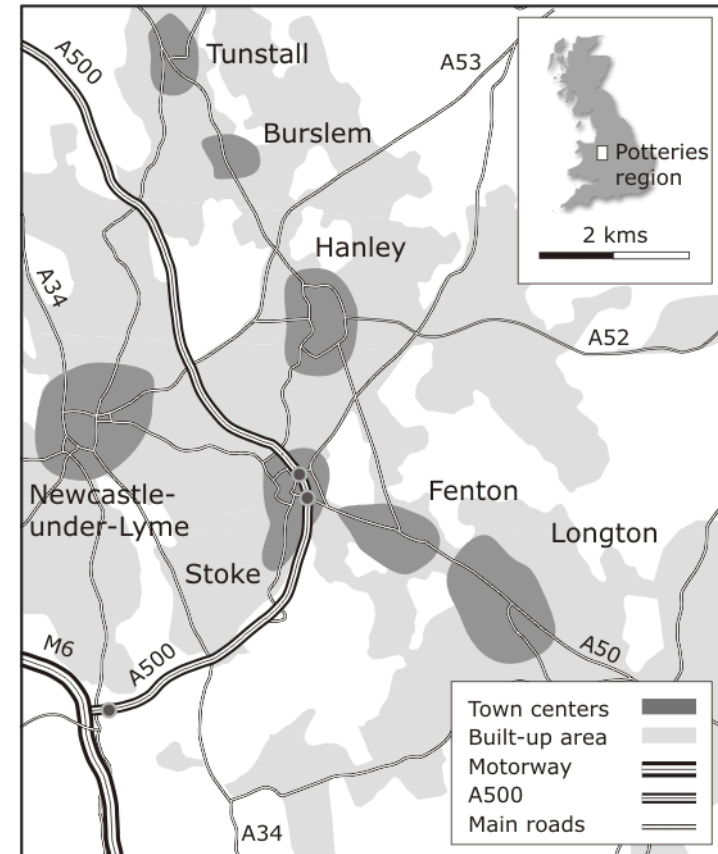 A500
Tunstall
A53
Burslem
Potteries
region
2 kms
Hanley
A34
A52
Newcastle-
under-Lyme
Fenton
Longton
Stoke
M6
A500
A50
Town centers
Built-up area
Motorway
A500
Main roads
A34